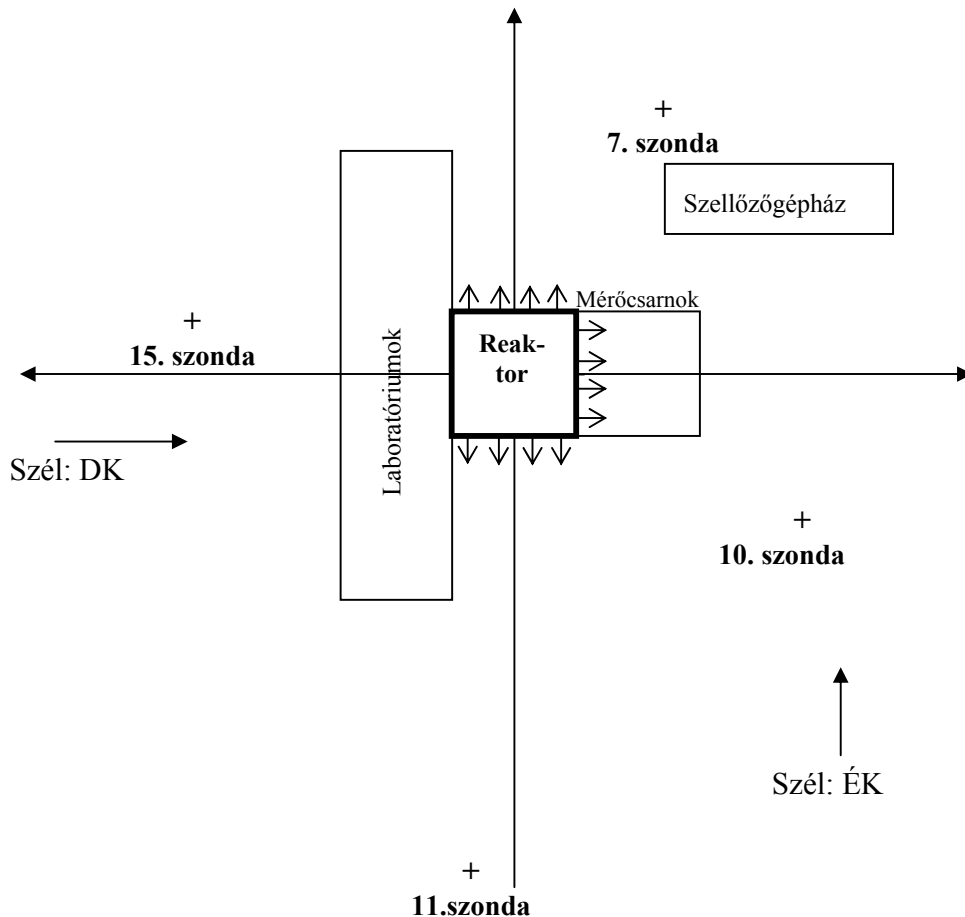 7. szonda
Szellőzőgépház
Mérőcsarnok
15. szonda
Laboratóriumok
Reak-
tor
Szél: DK
10. szonda
Szél: ÉK
11.szonda